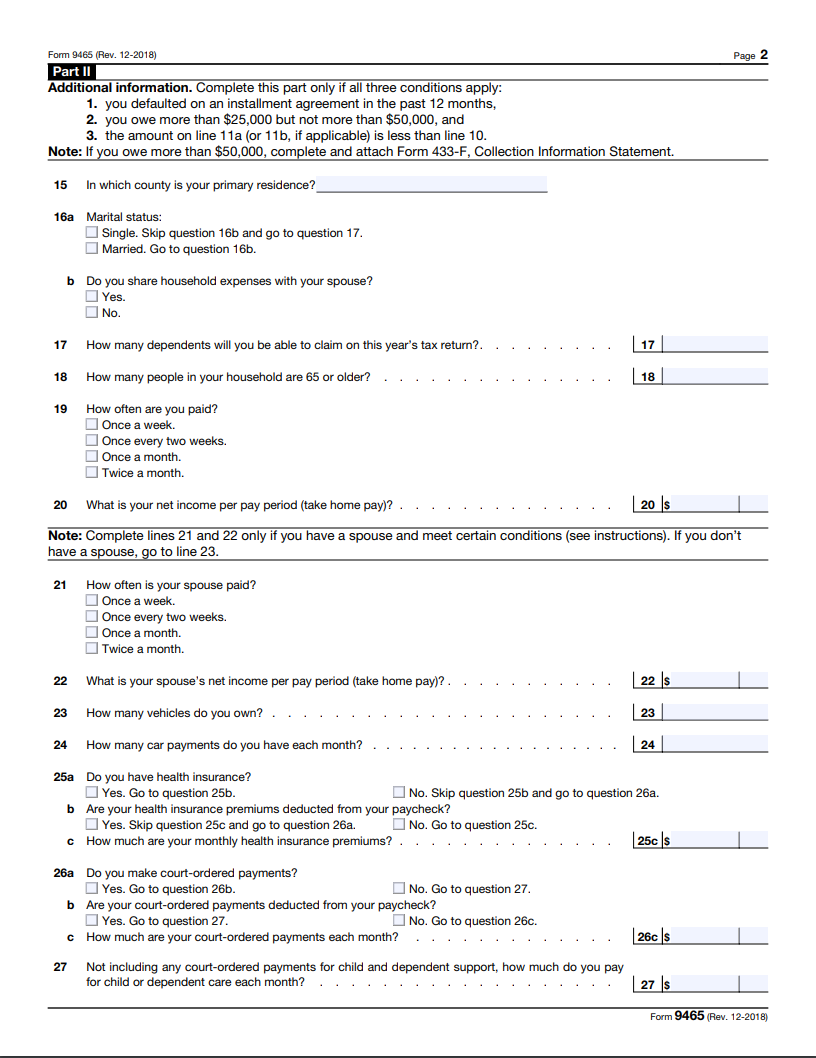 Form 9465 (Rev. 12-2018) Page 2
Part II
Additional information. Complete this part only if all three conditions apply:
1. you defaulted on an installment agreement in the past 12 months,
2. you owe more than $25,000 but not more than $50,000, and
3. the amount on line 11a (or 11b, if applicable) is less than line 10.
Note: If you owe more than $50,000, complete and attach Form 433-F, Collection Information Statement.
15 In which county is your primary residence?
16a Marital status:
Single. Skip question 16b and go to question 17.
Married. Go to question 16b.
b Do you share household expenses with your spouse?
Yes.
No.
17 How many dependents will you be able to claim on this year's tax return? . . . . . . . . 17
18 How many people in your household are 65 or older? . . . . . . . . . . . . . . 18
19 How often are you paid?
Once a week.
Once every two weeks.
Once a month.
Twice a month.
20 What is your net income per pay period (take home pay)? . . . . . . . . . . . . . 20 $
Note: Complete lines 21 and 22 only if you have a spouse and meet certain conditions (see instructions). If you don't
have a spouse, go to line 23.
21 How often is your spouse paid?
Once a week.
Once every two weeks.
Once a month.
Twice a month.
22 What is your spouse's net income per pay period (take home pay)? . . . . . . . . . . 22 $
23 How many vehicles do you own? . . . . . . . . . . . . . . . . . . . . . 23
24 How many car payments do you have each month? . . . . . . . . . . . . . . . 24
25a Do you have health insurance?
Yes. Go to question 25b. No. Skip question 25b and go to question 26a.
b Are your health insurance premiums deducted from your paycheck?
Yes. Skip question 25c and go to question 26a. No. Go to question 25c.
c How much are your monthly health insurance premiums? . . . . . . . . . . . . . 25c $
26a Do you make court-ordered payments?
Yes. Go to question 26b. No. Go to question 27.
b Are your court-ordered payments deducted from your paycheck?
Yes. Go to question 27. No. Go to question 26c.
c How much are your court-ordered payments each month? . . . . . . . . . . . . 26c $
27 Not including any court-ordered payments for child and dependent support, how much do you pay
for child or dependent care each month? . . . . . . . . . . . . . . . . . . 27 $
Form 9465 (Rev. 12-2018)